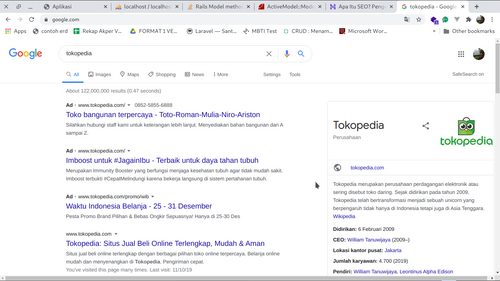 Aplikasi
localhost / localho
Rails Model metho
ActiveModel::Mod
Apa Itu SEO? Peng
tokopedia - Googl
google.com
Apps
contoh erd
Rekap Akper V
FORMAT 1 VE
CRUD : Menam
Laravel — Sant
MBTI Test
Microsoft Wor
Other bookmarks
Google
tokopedia
All
Images
Maps
Shopping
News
More
Settings
Tools
SafeSearch on
About 122,000,000 results (0.47 seconds)
Ad · www.tokopedia.com/ 0852-5855-6888
Toko bangunan terpercaya - Toto-Roman-Mulia-Niro-Ariston
Silahkan hubungi staff kami untuk keterangan lebih lanjut. Menyediakan bahan bangunan dari A
sampai Z.
Ad · www.tokopedia.com/
Imboost untuk #JagaInibu - Terbaik untuk daya tahan tubuh
Merupakan Immunity Booster yang berfungsi menjaga kesehatan tubuh agar tidak mudah sakit.
Imboost terbukti #CepatMelindungi karena bekerja langsung di sistem pertahanan tubuh.
Ad · www.tokopedia.com/promo/wib
Waktu Indonesia Belanja - 25 - 31 Desember
Pesta Promo Brand Pilihan & Bebas Ongkir Sepuasnya! Hanya di 25-30 Des
www.tokopedia.com
Tokopedia: Situs Jual Beli Online Terlengkap, Mudah & Aman
Situs jual beli online terlengkap dengan berbagai pilihan toko online terpercaya. Belanja online
mudah dan menyenangkan di Tokopedia. Pengiriman cepat.
You've visited this page many times. Last visit: 11/10/19
Tokopedia
Perusahaan
tokopedia
tokopedia.com
Tokopedia merupakan perusahaan perdagangan elektronik atau
sering disebut toko daring. Sejak didirikan pada tahun 2009,
Tokopedia telah bertransformasi menjadi sebuah unicorn yang
berpengaruh tidak hanya di Indonesia tetapi juga di Asia Tenggara.
Wikipedia
Didirikan: 6 Februari 2009
CEO: William Tanuwijaya (2009–)
Lokasi kantor pusat: Jakarta
Jumlah karyawan: 4.700 (2019)
Pendiri: William Tanuwijaya, Leontinus Alpha Edison